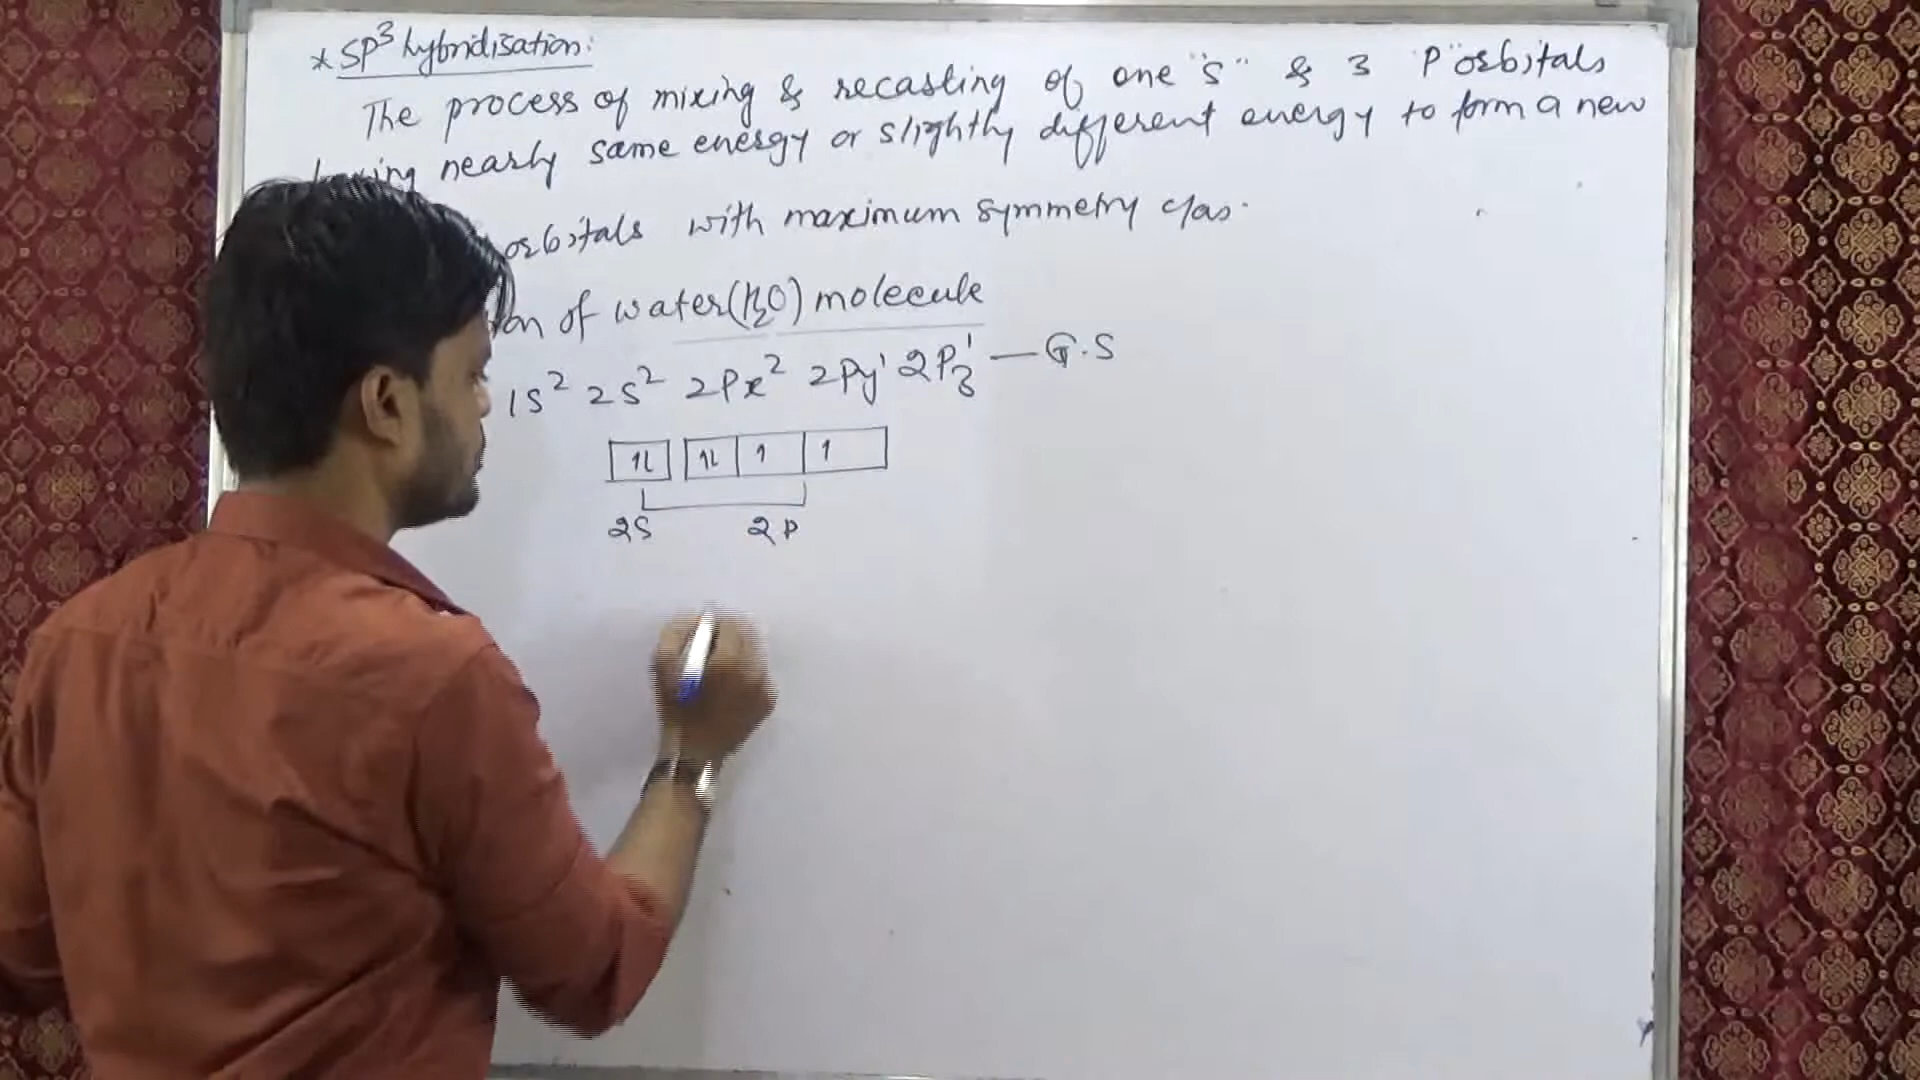 * SP³ hybridisation:
The process of mixing & recasting of one "s" & 3 "P" orbitals
nearly same energy or slightly different energy to form a new
orbitals with maximum symmetry
of water (H₂O) molecule
1S² 2S² 2Px² 2Py¹ 2Pz¹ — G.S
1L 1L 1 1
2S 2P